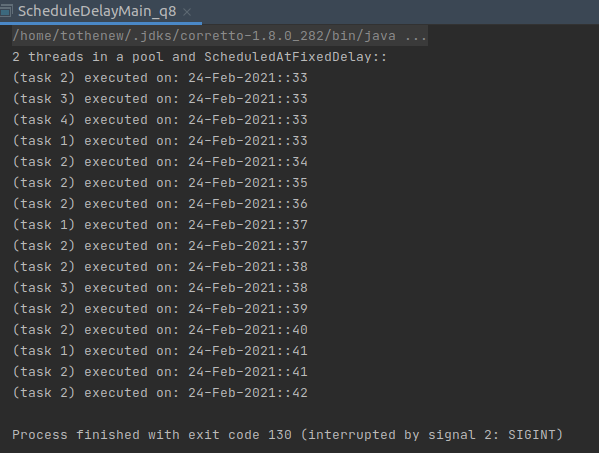 ScheduleDelayMain_q8 ×
/home/tothenew/.jdks/corretto-1.8.0_282/bin/java ...
2 threads in a pool and ScheduledAtFixedDelay::
(task 2) executed on: 24-Feb-2021::33
(task 3) executed on: 24-Feb-2021::33
(task 4) executed on: 24-Feb-2021::33
(task 1) executed on: 24-Feb-2021::33
(task 2) executed on: 24-Feb-2021::34
(task 2) executed on: 24-Feb-2021::35
(task 2) executed on: 24-Feb-2021::36
(task 1) executed on: 24-Feb-2021::37
(task 2) executed on: 24-Feb-2021::37
(task 2) executed on: 24-Feb-2021::38
(task 3) executed on: 24-Feb-2021::38
(task 2) executed on: 24-Feb-2021::39
(task 2) executed on: 24-Feb-2021::40
(task 1) executed on: 24-Feb-2021::41
(task 2) executed on: 24-Feb-2021::41
(task 2) executed on: 24-Feb-2021::42
Process finished with exit code 130 (interrupted by signal 2: SIGINT)